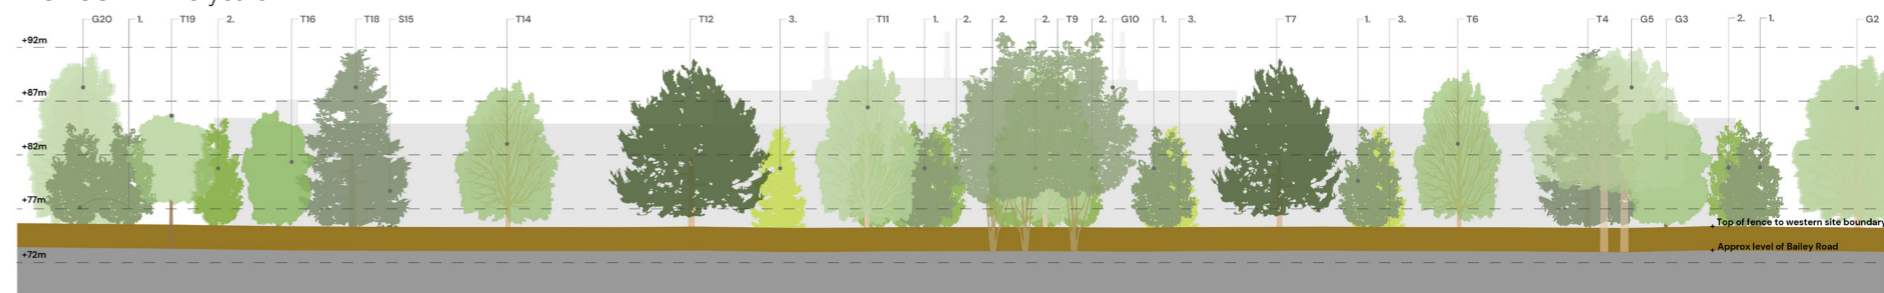 G20 1. T19 2. T16 T18 S15 T14 T12 3. T11 1. 2. 2. 2. T9 2. G10 1. 3. T7 1. 3. T6 T4 G5 G3 2. 1. G2
+92m
+87m
+82m
+77m
Top of fence to western site boundary
Approx level of Bailey Road
+72m